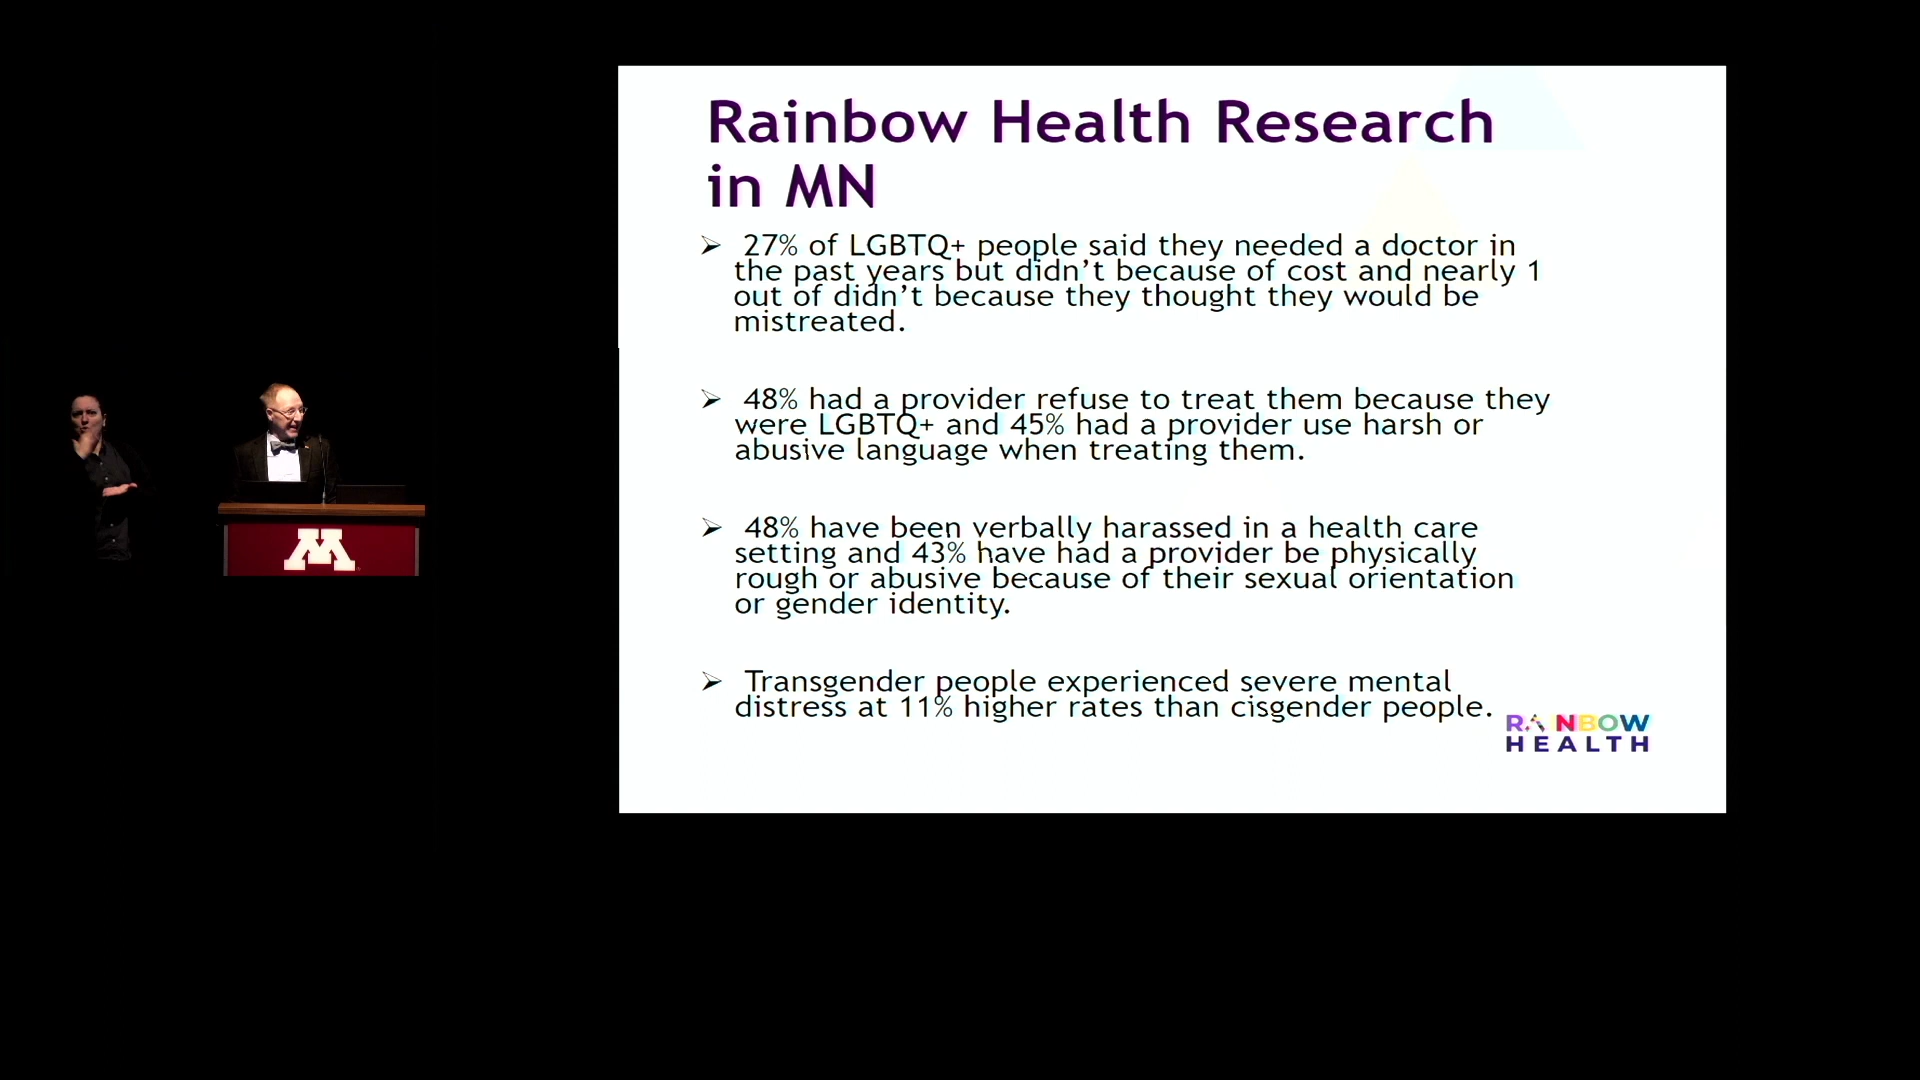 Rainbow Health Research
in MN
➢ 27% of LGBTQ+ people said they needed a doctor in
the past years but didn’t because of cost and nearly 1
out of didn’t because they thought they would be
mistreated.
➢ 48% had a provider refuse to treat them because they
were LGBTQ+ and 45% had a provider use harsh or
abusive language when treating them.
➢ 48% have been verbally harassed in a health care
setting and 43% have had a provider be physically
rough or abusive because of their sexual orientation
or gender identity.
➢ Transgender people experienced severe mental
distress at 11% higher rates than cisgender people.
RAINBOW
HEALTH
M